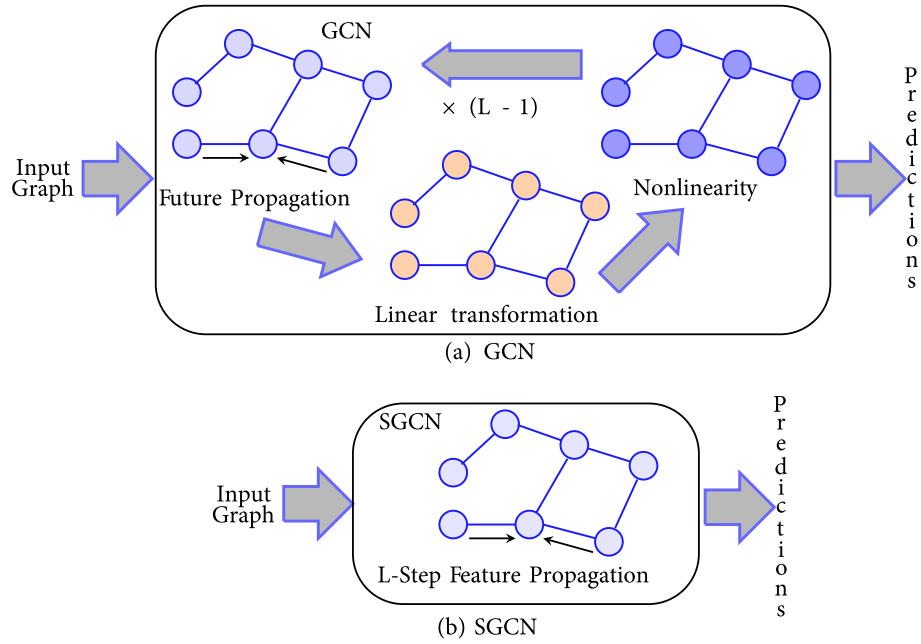 GCN
× (L - 1)
Input
Graph
Future Propagation
Nonlinearity
Linear transformation
Predictions
(a) GCN
SGCN
Input
Graph
L-Step Feature Propagation
Predictions
(b) SGCN